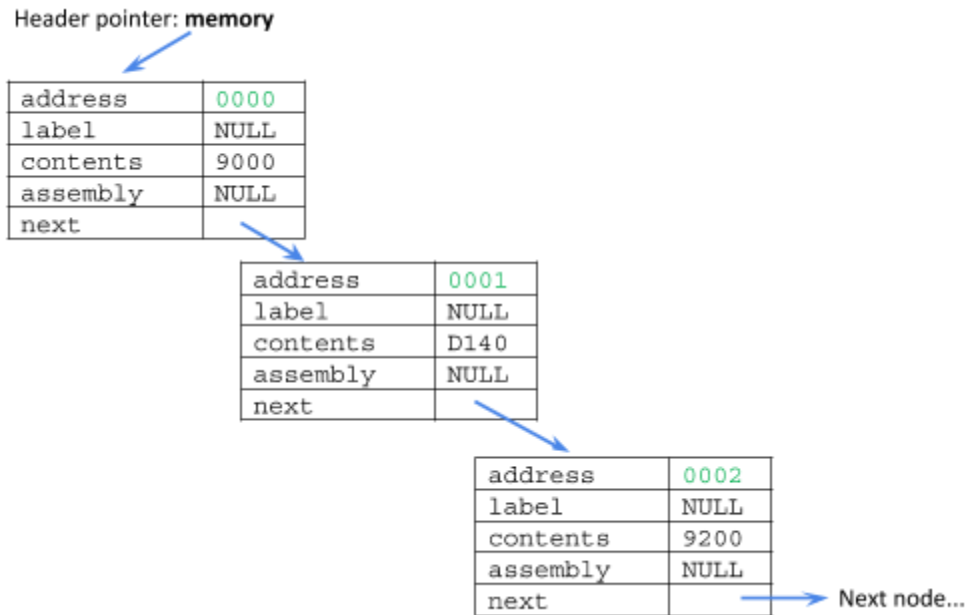 Header pointer: memory
address 0000
label NULL
contents 9000
assembly NULL
next
address 0001
label NULL
contents D140
assembly NULL
next
address 0002
label NULL
contents 9200
assembly NULL
next
Next node...